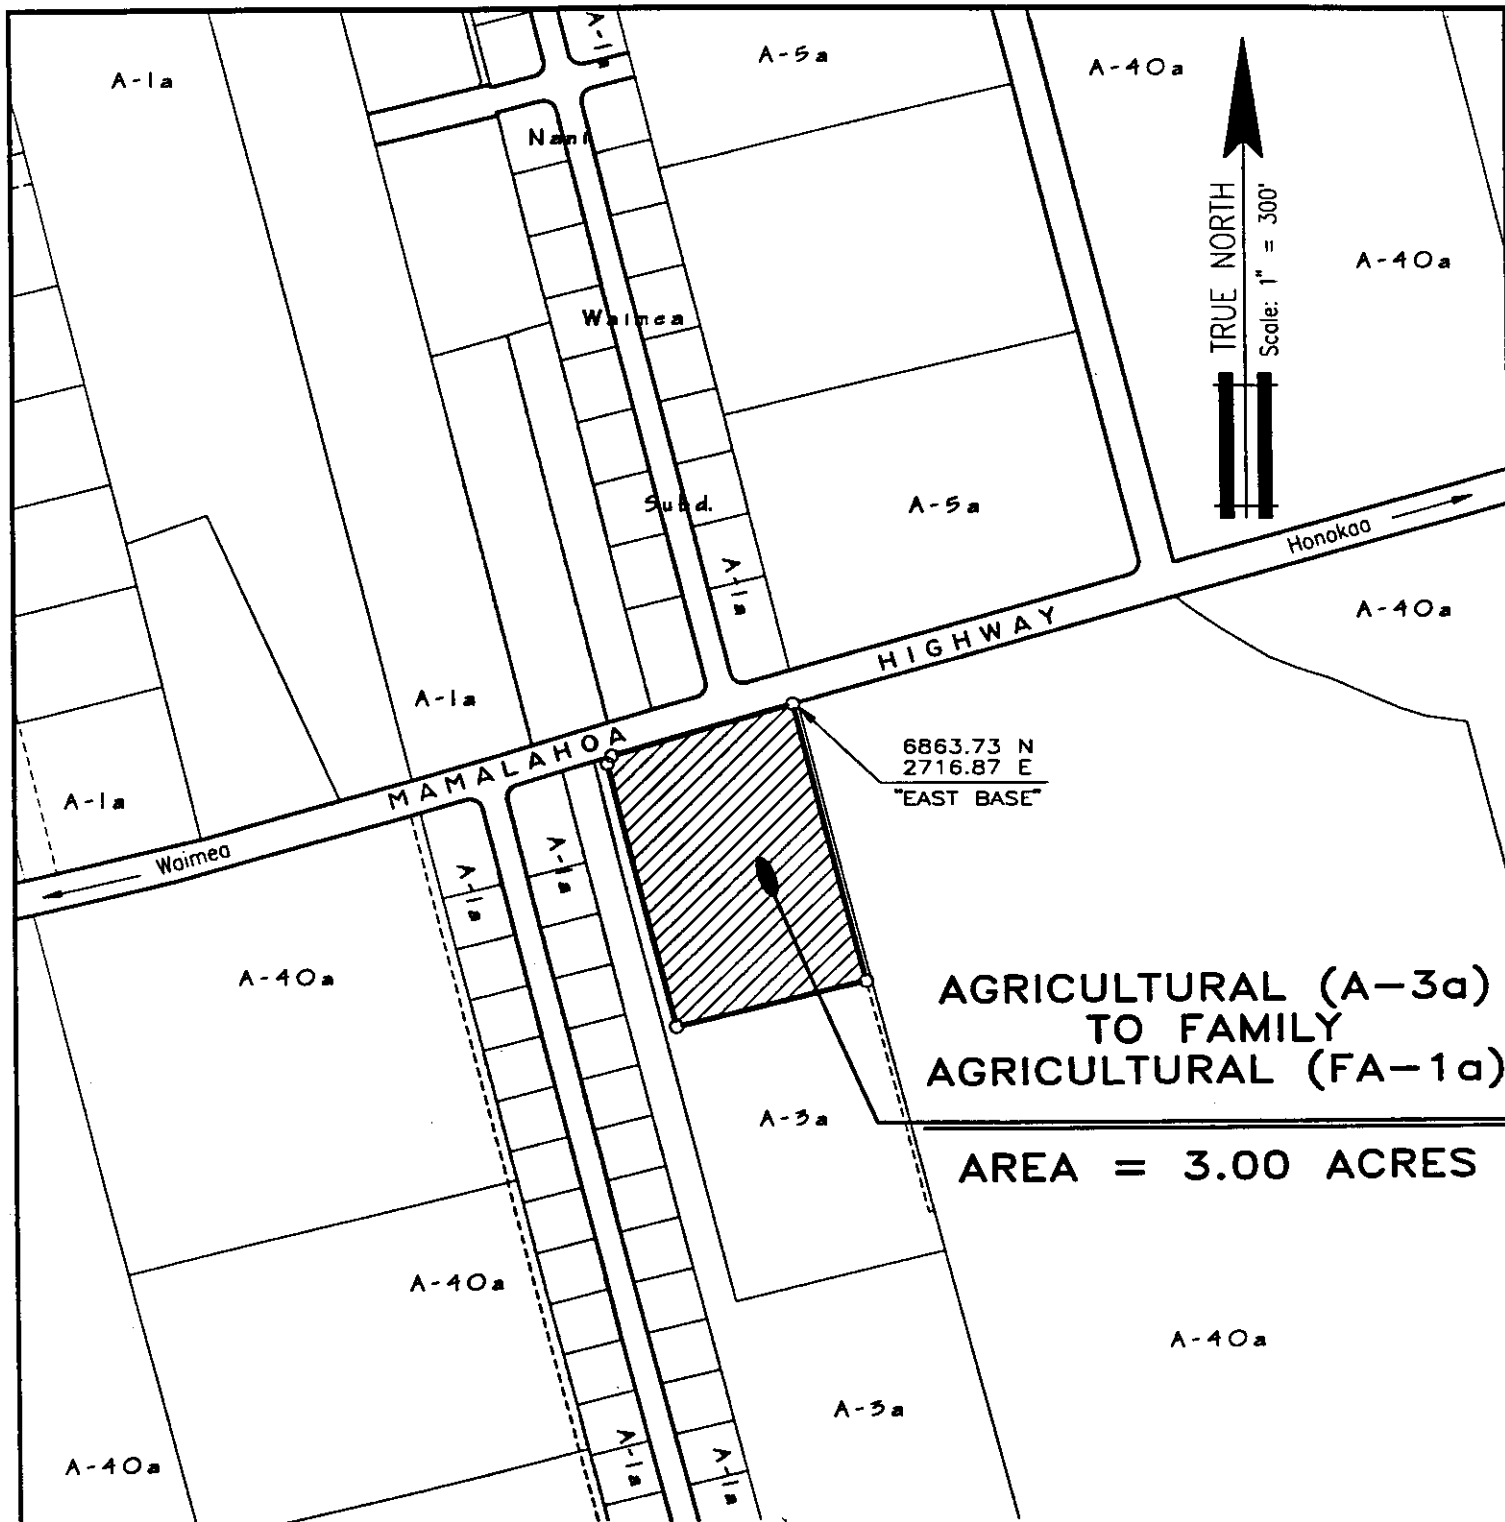 A-1a
A-1a
A-5a
A-40a
Nani
TRUE NORTH
Scale: 1" = 300'
A-40a
Waimea
Subd.
A-5a
Honokaa
A-1a
A-40a
HIGHWAY
A-1a
MAMALAHOA
6863.73 N
2716.87 E
"EAST BASE"
A-1a
Waimea
A-1a
A-1a
A-40a
AGRICULTURAL (A-3a)
TO FAMILY
AGRICULTURAL (FA-1a)
A-3a
AREA = 3.00 ACRES
A-40a
A-40a
A-3a
A-40a
A-1a
A-1a